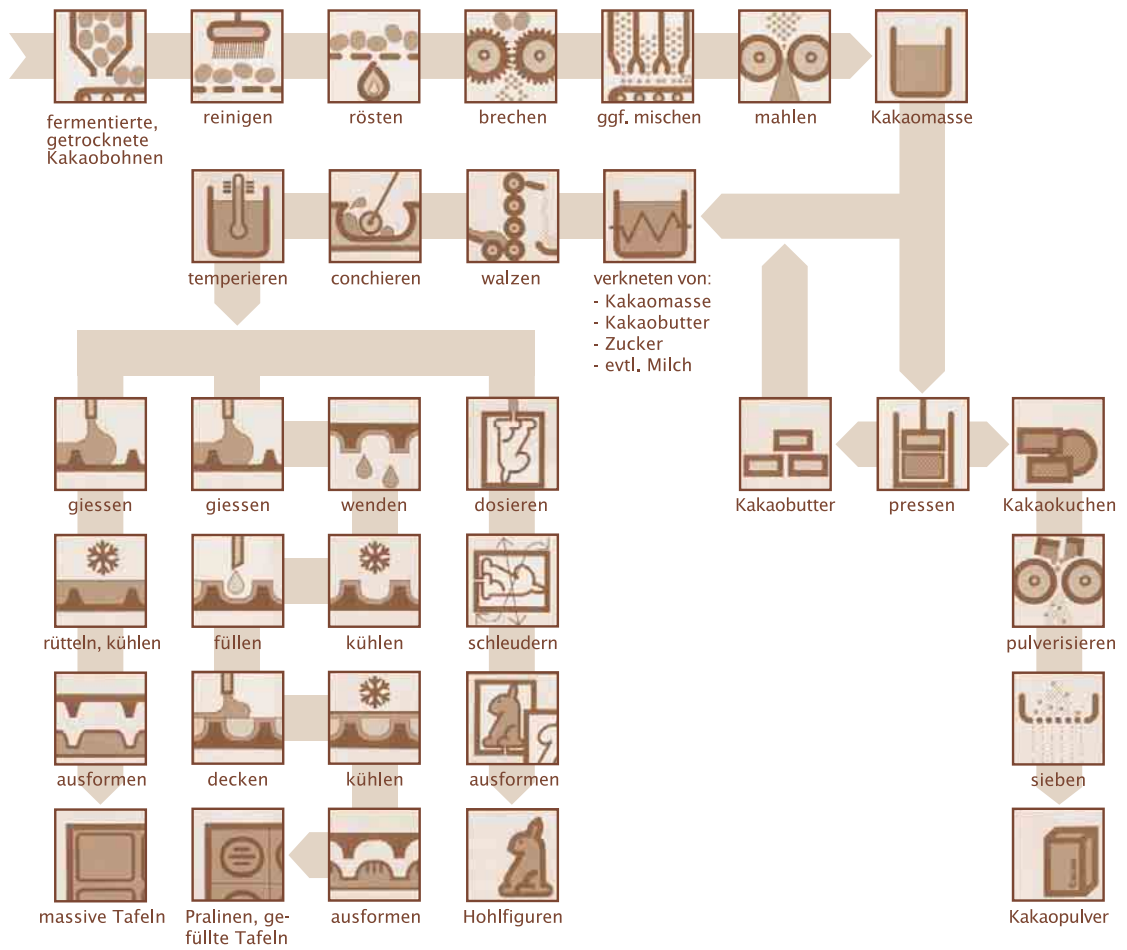 fermentierte,
getrocknete
Kakaobohnen
reinigen
rösten
brechen
ggf. mischen
mahlen
Kakaomasse
temperieren
conchieren
walzen
verkneten von:
- Kakaomasse
- Kakaobutter
- Zucker
- evtl. Milch
giessen
giessen
wenden
dosieren
Kakaobutter
pressen
Kakaokuchen
rütteln, kühlen
füllen
kühlen
schleudern
pulverisieren
ausformen
decken
kühlen
ausformen
sieben
massive Tafeln
Pralinen, ge-
füllte Tafeln
ausformen
Hohlfiguren
Kakaopulver